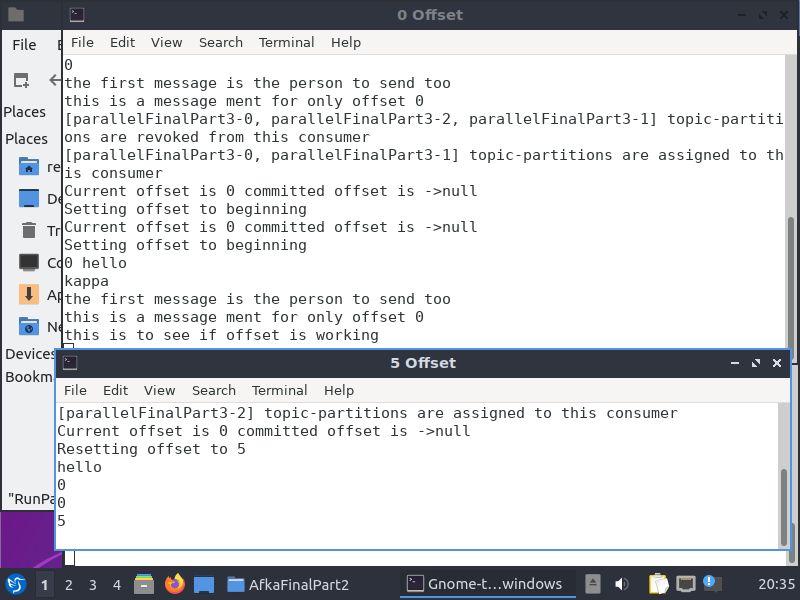 0 Offset
File Edit View Search Terminal Help
0
the first message is the person to send too
this is a message ment for only offset 0
[parallelFinalPart3-0, parallelFinalPart3-2, parallelFinalPart3-1] topic-partiti
ons are revoked from this consumer
[parallelFinalPart3-0, parallelFinalPart3-1] topic-partitions are assigned to th
is consumer
Current offset is 0 committed offset is ->null
Setting offset to beginning
Current offset is 0 committed offset is ->null
Setting offset to beginning
0 hello
kappa
the first message is the person to send too
this is a message ment for only offset 0
this is to see if offset is working
File
Places
Places
re
De
Tr
Co
Ap
Ne
Devices
Bookm
"RunPa
5 Offset
File Edit View Search Terminal Help
[parallelFinalPart3-2] topic-partitions are assigned to this consumer
Current offset is 0 committed offset is ->null
Resetting offset to 5
hello
0
0
5
1 2 3 4 AfkaFinalPart2 Gnome-t...windows 20:35